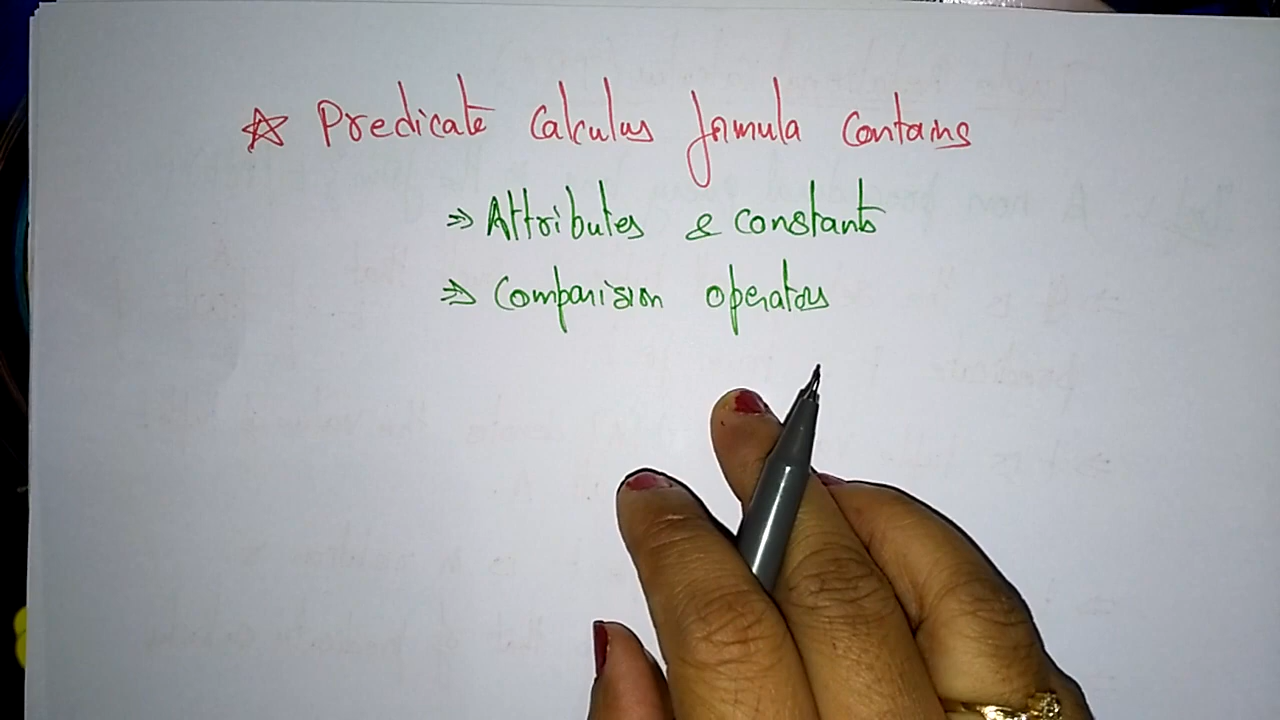 ☆ Predicate Calculus formula Contains
⇒ Attributes & Constants
⇒ Comparision operators